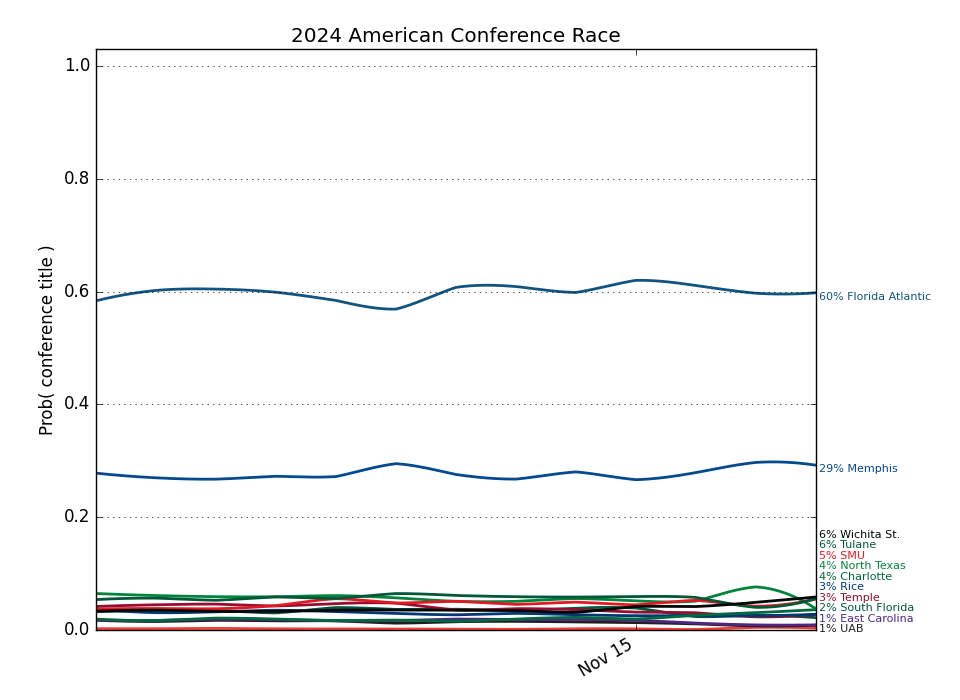 2024 American Conference Race
1.0
0.8
0.6
0.4
0.2
0.0
Prob( conference title )
Nov 15
60% Florida Atlantic
29% Memphis
6% Wichita St.
6% Tulane
5% SMU
4% North Texas
4% Charlotte
3% Rice
3% Temple
2% South Florida
1% East Carolina
1% UAB